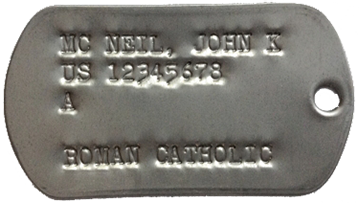 MC NEIL, JOHN K
US 12345678
A
ROMAN CATHOLIC